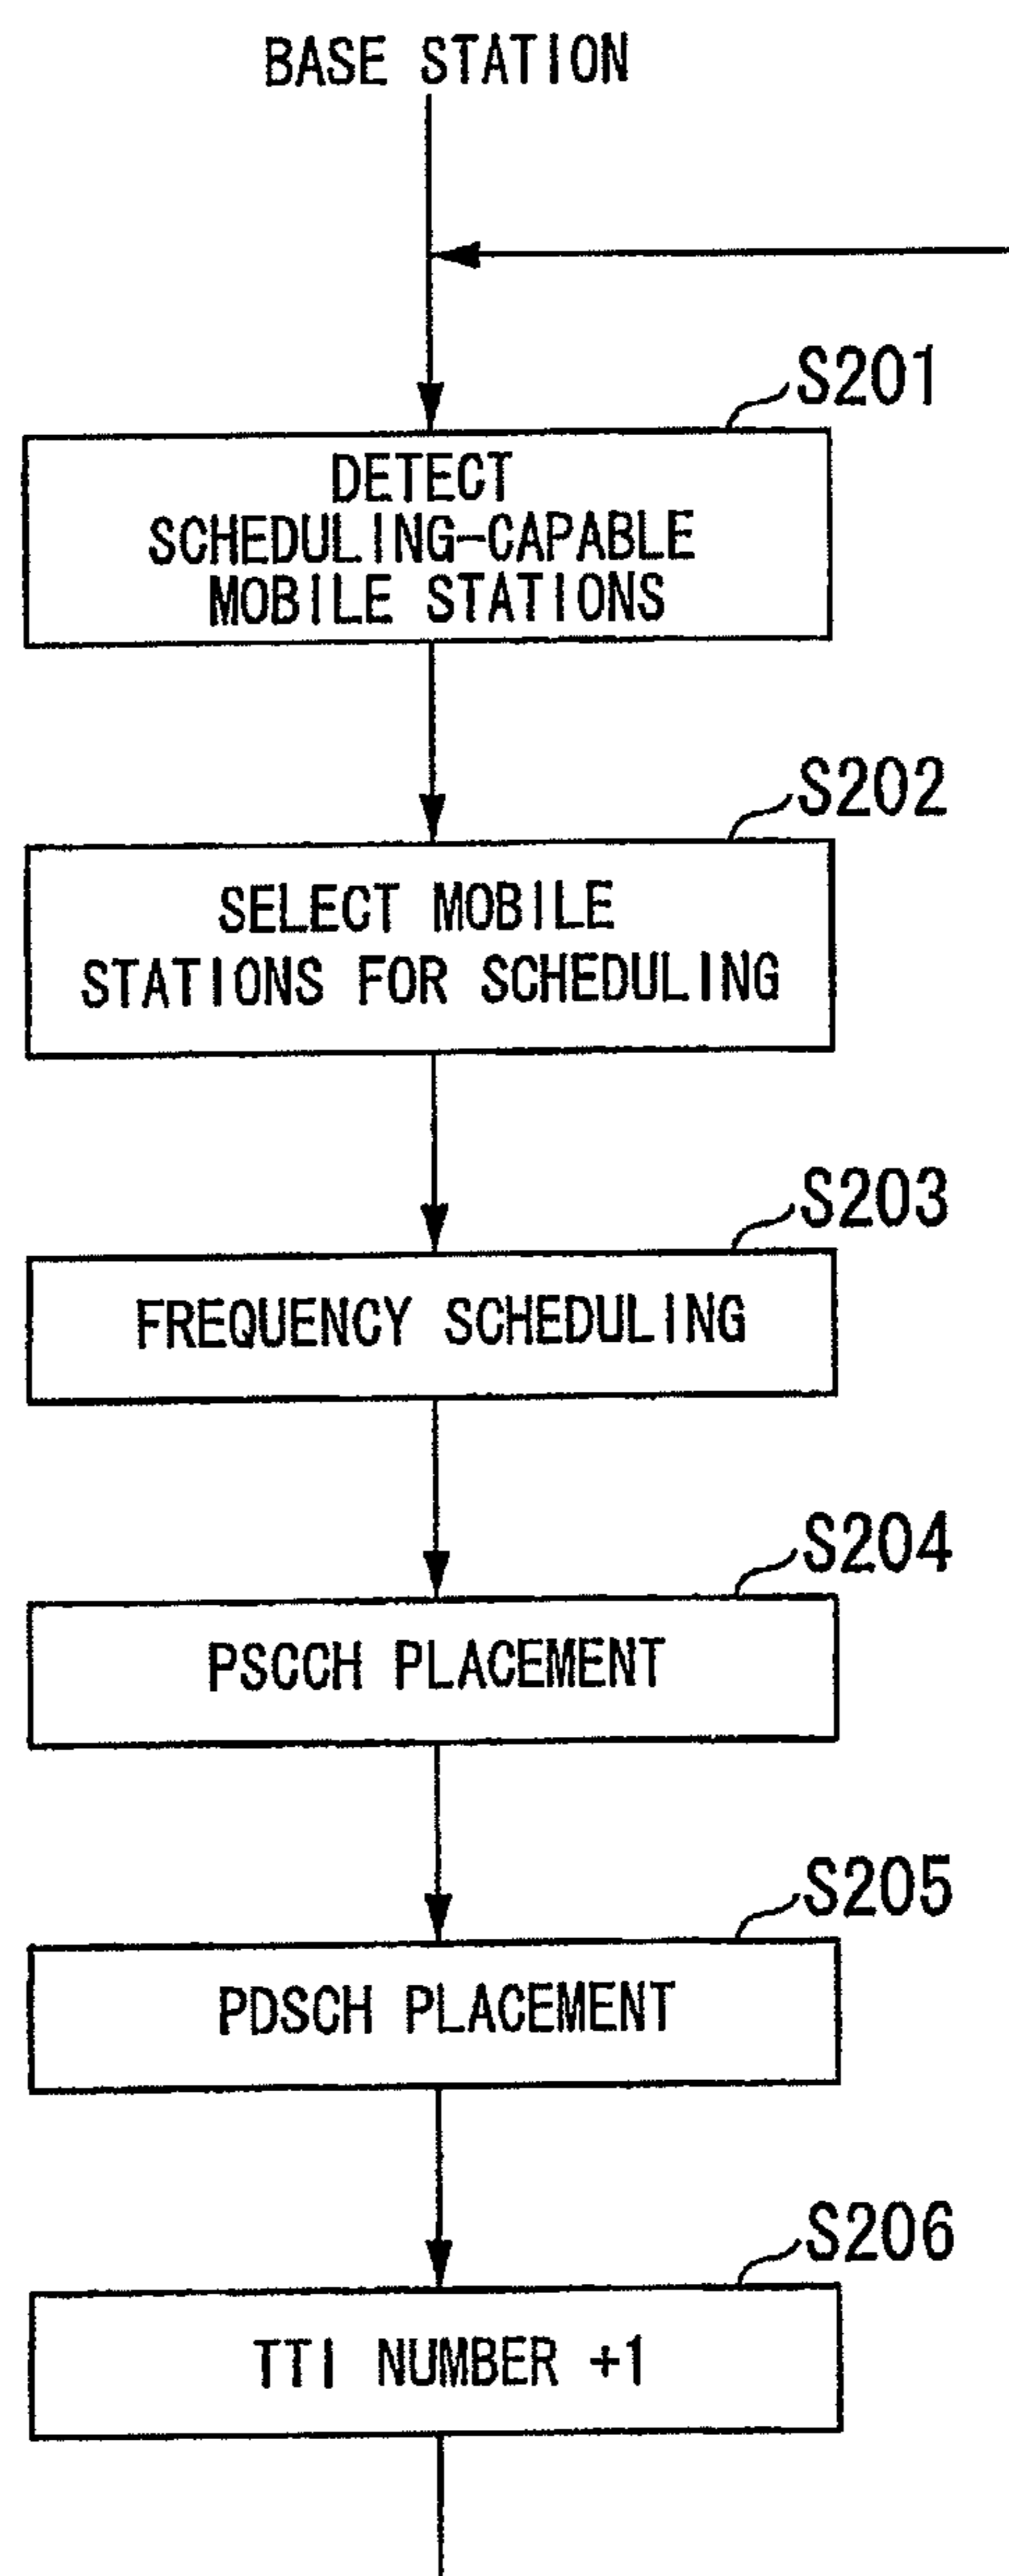 BASE STATION
S201
DETECT
SCHEDULING-CAPABLE
MOBILE STATIONS
S202
SELECT MOBILE
STATIONS FOR SCHEDULING
S203
FREQUENCY SCHEDULING
S204
PSCCH PLACEMENT
S205
PDSCH PLACEMENT
S206
TTI NUMBER +1